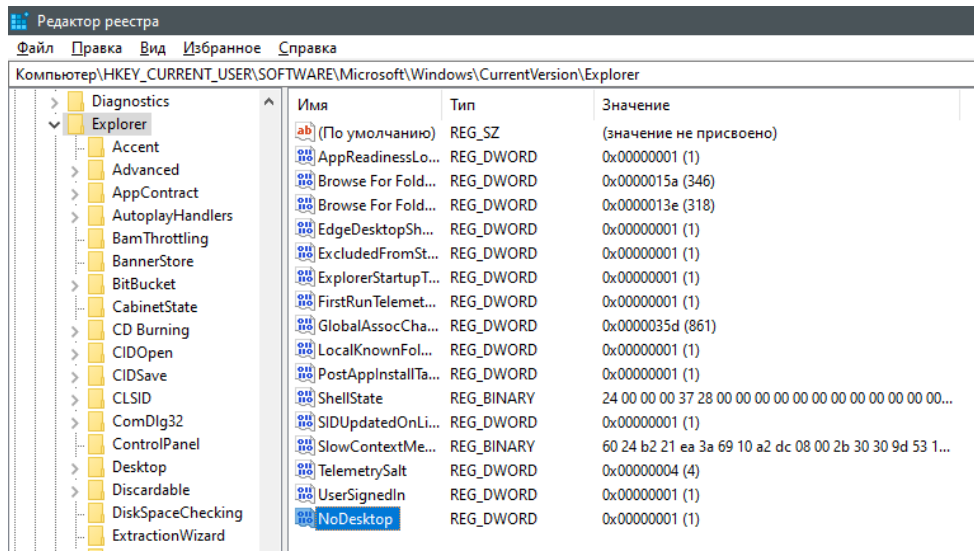 Редактор реестра
Файл Правка Вид Избранное Справка
Компьютер\HKEY_CURRENT_USER\SOFTWARE\Microsoft\Windows\CurrentVersion\Explorer
Diagnostics
Explorer
Accent
Advanced
AppContract
AutoplayHandlers
BamThrottling
BannerStore
BitBucket
CabinetState
CD Burning
CIDOpen
CIDSave
CLSID
ComDlg32
ControlPanel
Desktop
Discardable
DiskSpaceChecking
ExtractionWizard
Имя Тип Значение
(По умолчанию) REG_SZ (значение не присвоено)
AppReadinessLo... REG_DWORD 0x00000001 (1)
Browse For Fold... REG_DWORD 0x0000015a (346)
Browse For Fold... REG_DWORD 0x0000013e (318)
EdgeDesktopSh... REG_DWORD 0x00000001 (1)
ExcludedFromSt... REG_DWORD 0x00000001 (1)
ExplorerStartupT... REG_DWORD 0x00000001 (1)
FirstRunTelemet... REG_DWORD 0x00000001 (1)
GlobalAssocCha... REG_DWORD 0x0000035d (861)
LocalKnownFol... REG_DWORD 0x00000001 (1)
PostAppInstallTa... REG_DWORD 0x00000001 (1)
ShellState REG_BINARY 24 00 00 00 37 28 00 00 00 00 00 00 00 00 00 00 00 00 00...
SIDUpdatedOnLi... REG_DWORD 0x00000001 (1)
SlowContextMe... REG_BINARY 60 24 b2 21 ea 3a 69 10 a2 dc 08 00 2b 30 30 9d 53 1...
TelemetrySalt REG_DWORD 0x00000004 (4)
UserSignedIn REG_DWORD 0x00000001 (1)
NoDesktop REG_DWORD 0x00000001 (1)